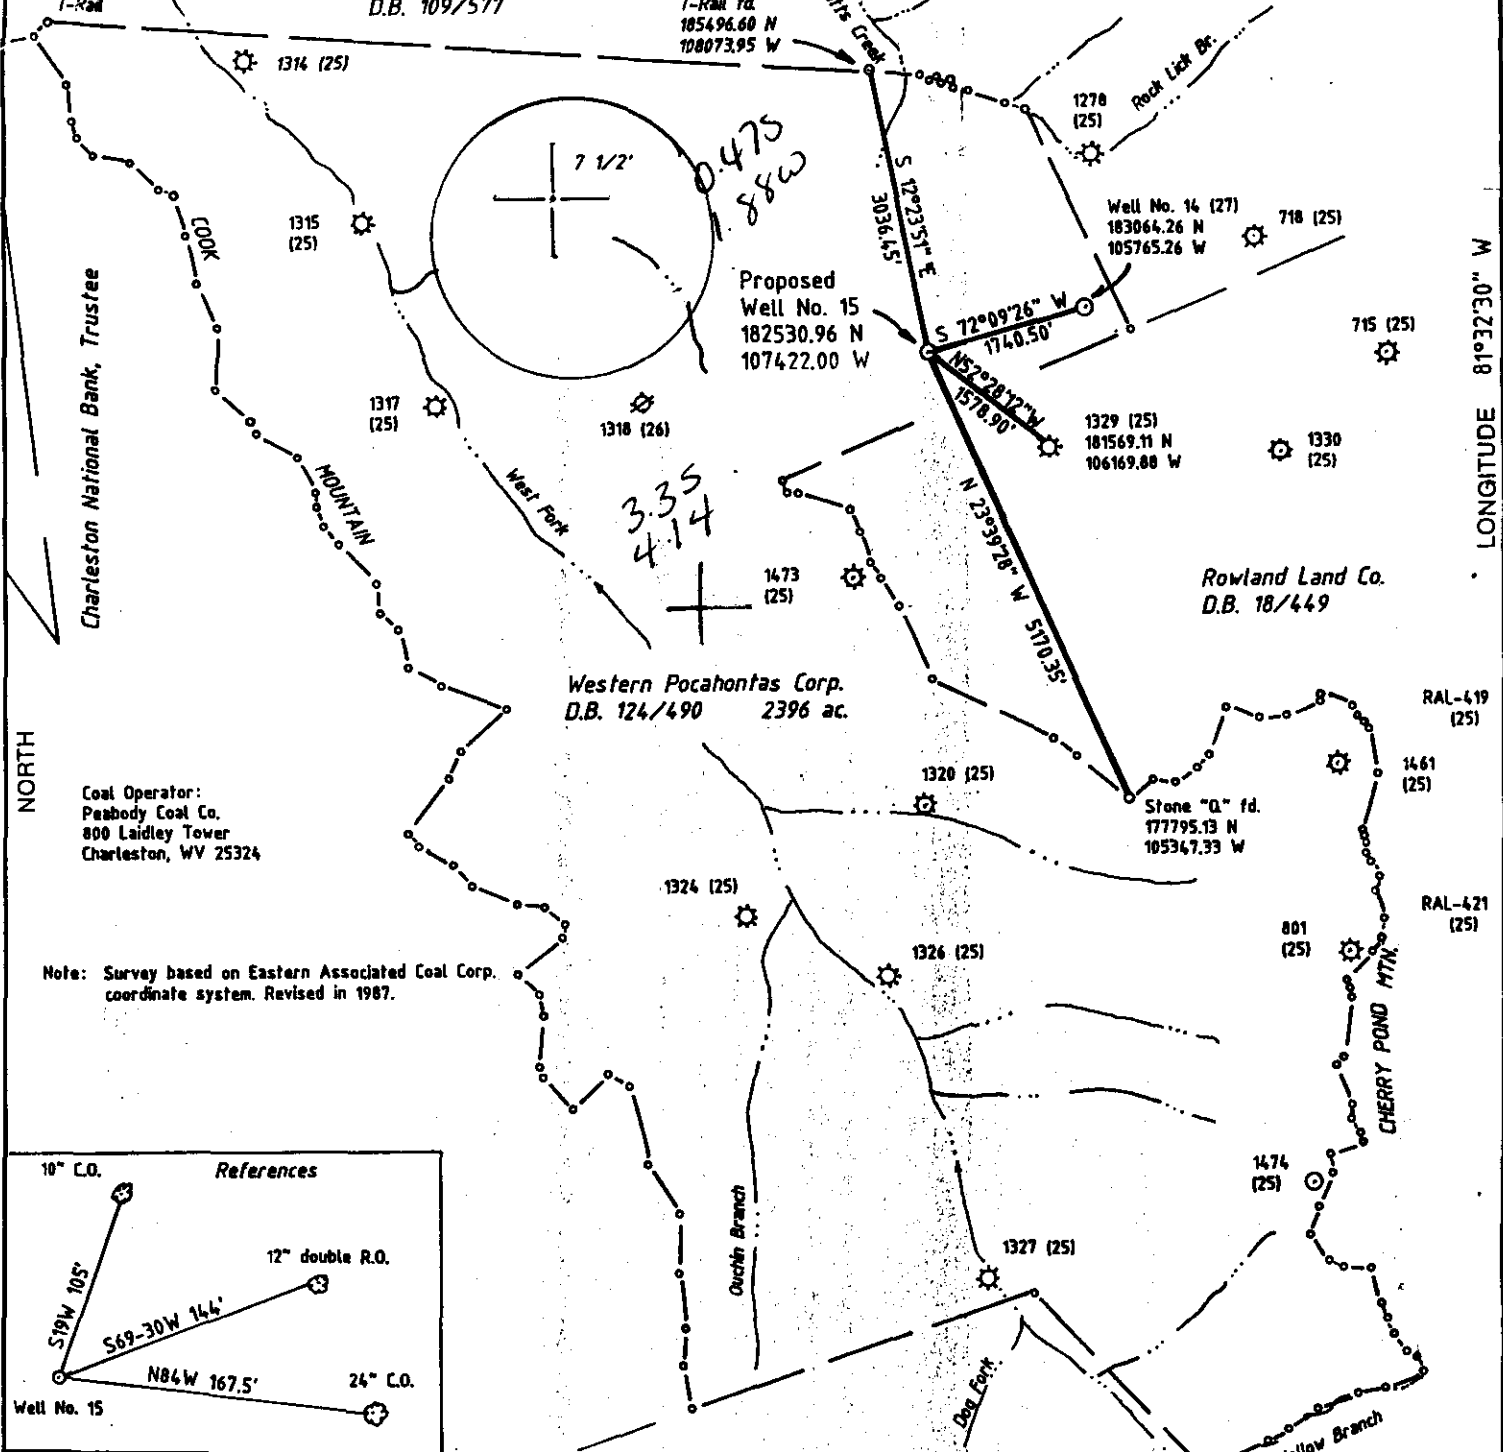 T-Rail
D.B. 109/577
T-Rail fd.
185496.60 N
108073.95 W
Creek
1314 (25)
Rock Lick Br.
1278
(25)
7 1/2'
0.47S
1.88W
S 12°23'51" E
3036.45'
Well No. 14 (27)
183064.26 N
105765.26 W
718 (25)
1315
(25)
COOK
Proposed
Well No. 15
182530.96 N
107422.00 W
S 72°09'26" W
1740.50'
715 (25)
LONGITUDE 81°32'30" W
Charleston National Bank, Trustee
1317
(25)
1318 (26)
N52°28'12"W
1578.90'
1329 (25)
181569.11 N
106169.88 W
1330
(25)
MOUNTAIN
West Fork
3.35
4.14
N 23°39'28" W 5170.35'
1473
(25)
Rowland Land Co.
D.B. 18/449
Western Pocahontas Corp.
D.B. 124/490 2396 ac.
RAL-419
(25)
NORTH
1461
(25)
Coal Operator:
Peabody Coal Co.
800 Laidley Tower
Charleston, WV 25324
1320 (25)
Stone "Q" fd.
177795.13 N
105347.33 W
1324 (25)
RAL-421
(25)
801
(25)
1326 (25)
Note: Survey based on Eastern Associated Coal Corp.
coordinate system. Revised in 1987.
CHERRY POND MTN.
References
10" C.O.
12" double R.O.
S19W 105'
S69-30W 144'
N84W 167.5'
24" C.O.
Well No. 15
Ouchin Branch
1474
(25)
1327 (25)
Dog Fork
Branch